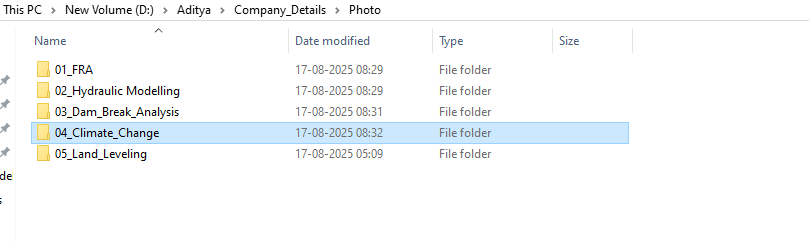 This PC > New Volume (D:) > Aditya > Company_Details > Photo
Name Date modified Type Size
01_FRA 17-08-2025 08:29 File folder
02_Hydraulic Modelling 17-08-2025 08:29 File folder
03_Dam_Break_Analysis 17-08-2025 08:31 File folder
04_Climate_Change 17-08-2025 08:32 File folder
05_Land_Leveling 17-08-2025 05:09 File folder
de
s